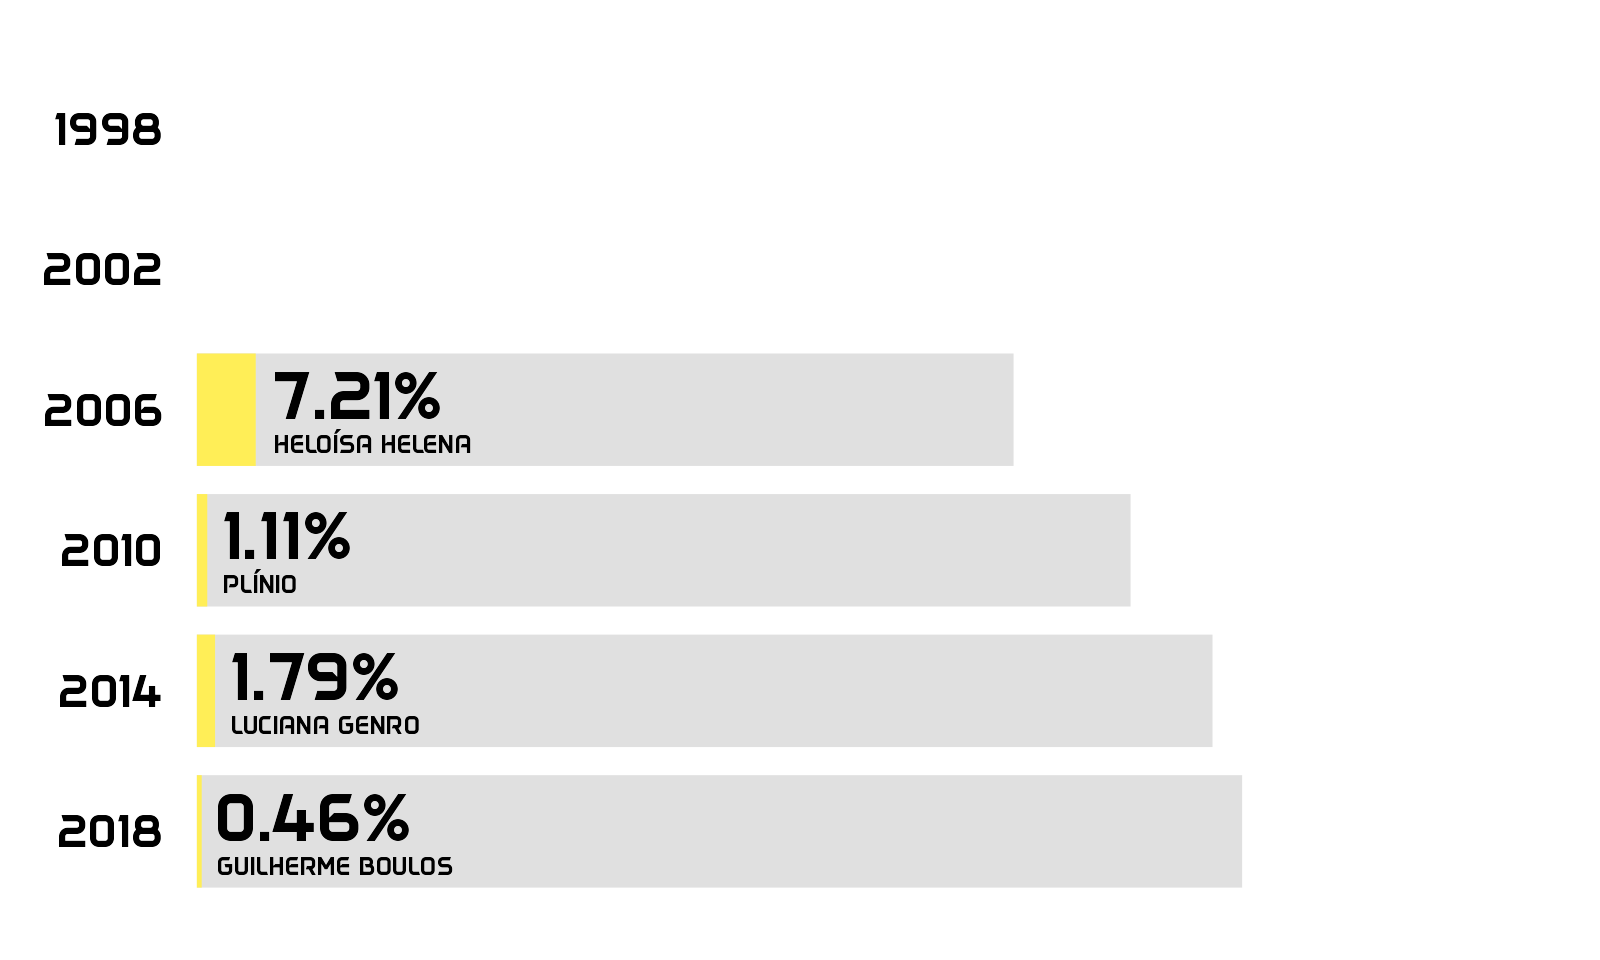 1998
2002
2006
7.21%
HELOÍSA HELENA
2010
1.11%
PLÍNIO
2014
1.79%
LUCIANA GENRO
2018
0.46%
GUILHERME BOULOS